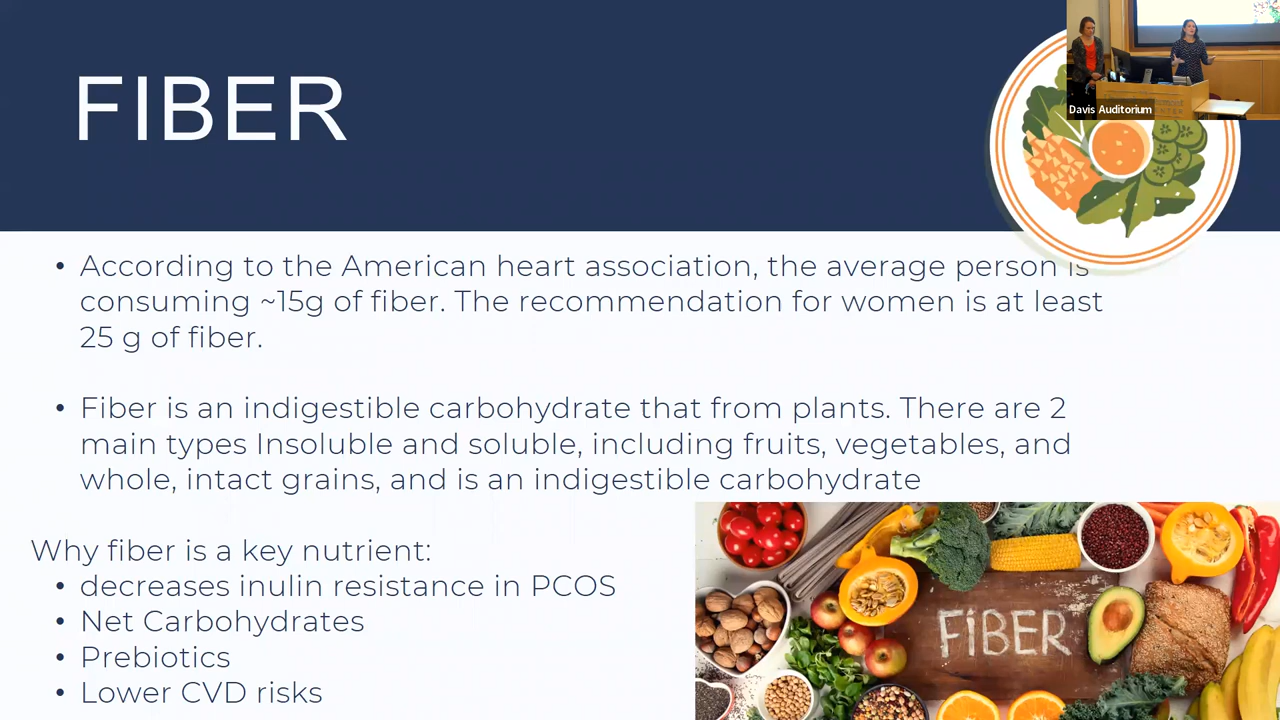 FIBER
Davis Auditorium
• According to the American heart association, the average person is
consuming ~15g of fiber. The recommendation for women is at least
25 g of fiber.
• Fiber is an indigestible carbohydrate that from plants. There are 2
main types Insoluble and soluble, including fruits, vegetables, and
whole, intact grains, and is an indigestible carbohydrate
Why fiber is a key nutrient:
• decreases inulin resistance in PCOS
• Net Carbohydrates
• Prebiotics
• Lower CVD risks
FiBER